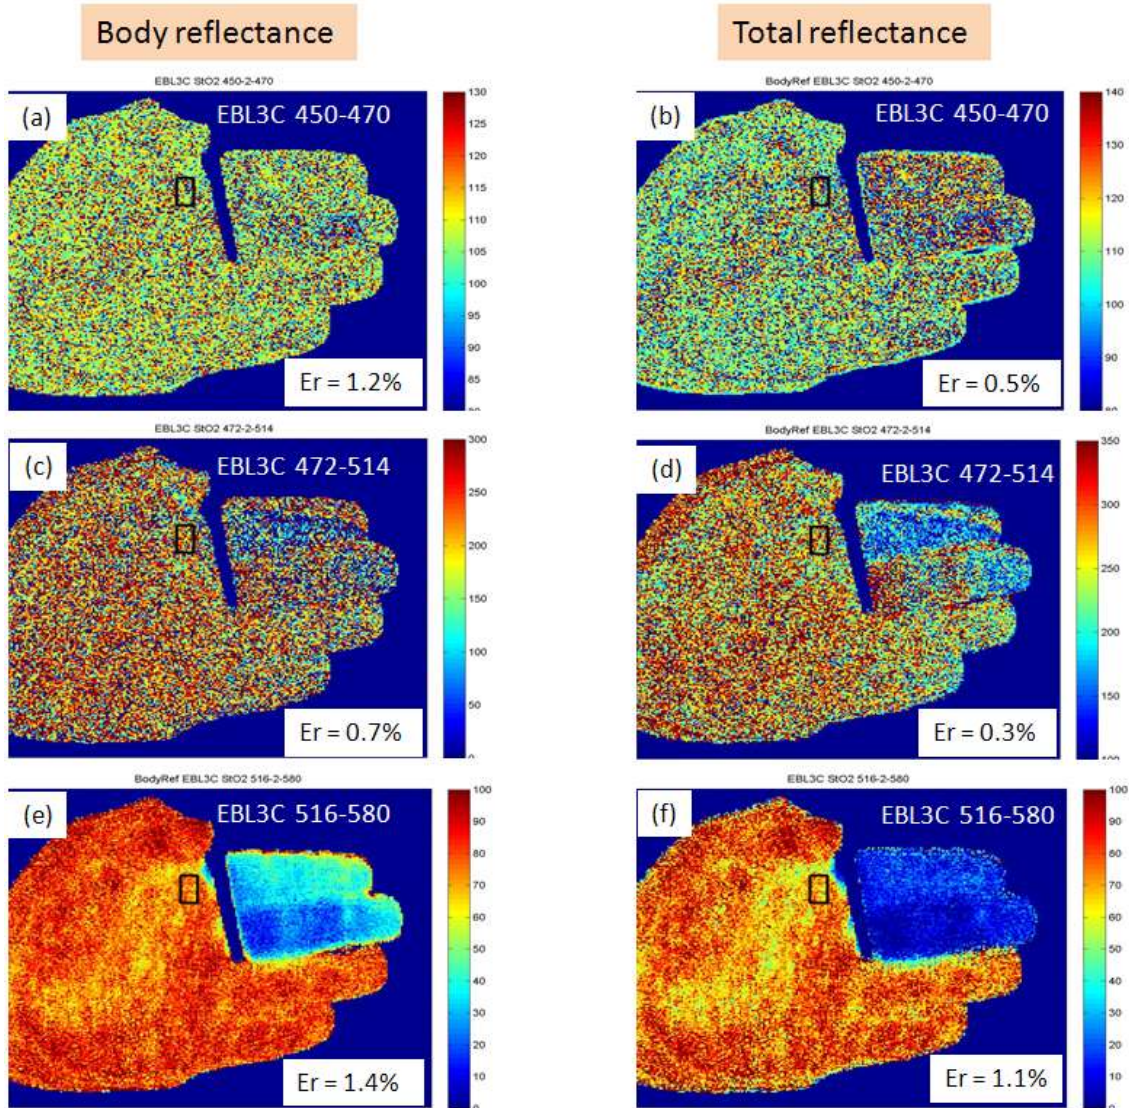 Body reflectance
Total reflectance
EBL3C StO2 450-2-470
(a)
EBL3C 450-470
130
125
120
115
110
105
100
95
90
85
80
Er = 1.2%
BodyRef EBL3C StO2 450-2-470
(b)
EBL3C 450-470
140
130
120
110
100
90
80
Er = 0.5%
EBL3C StO2 472-2-514
(c)
EBL3C 472-514
300
250
200
150
100
50
0
Er = 0.7%
BodyRef EBL3C StO2 472-2-514
(d)
EBL3C 472-514
350
300
250
200
150
100
Er = 0.3%
BodyRef EBL3C StO2 516-2-580
(e)
EBL3C 516-580
100
90
80
70
60
50
40
30
20
10
0
Er = 1.4%
EBL3C StO2 516-2-580
(f)
EBL3C 516-580
100
90
80
70
60
50
40
30
20
10
0
Er = 1.1%